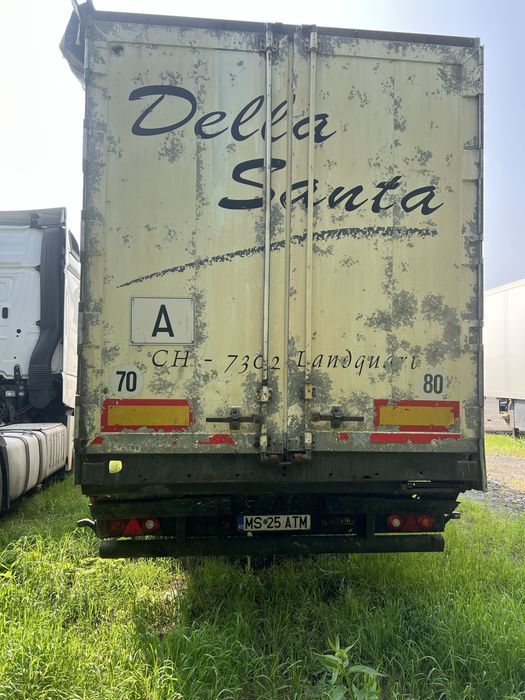 Della
Santa
A
CH - 7302 Landquart
70
80
MS 25 ATM